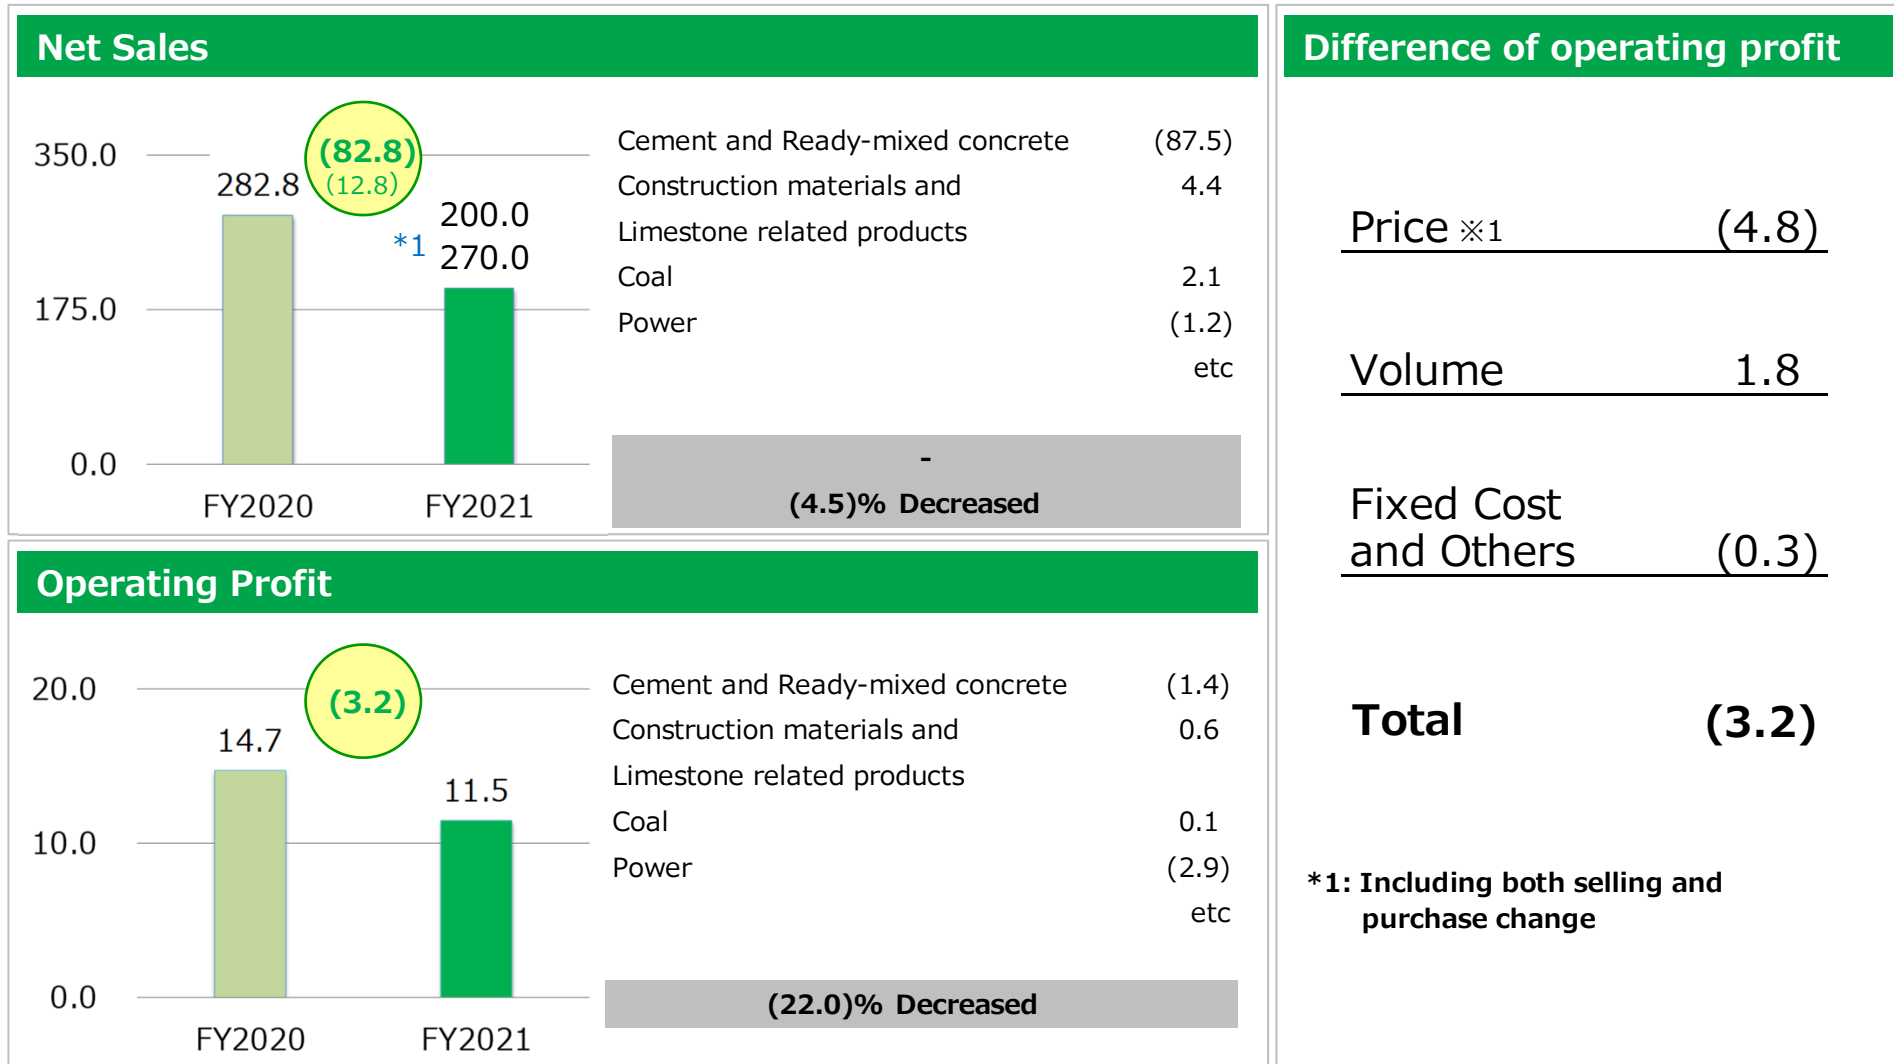 Net Sales
350.0
175.0
0.0
282.8
(82.8)
(12.8)
200.0
*1 270.0
FY2020 FY2021
Cement and Ready-mixed concrete (87.5)
Construction materials and 4.4
Limestone related products
Coal 2.1
Power (1.2)
etc
-
(4.5)% Decreased
Operating Profit
20.0
10.0
0.0
14.7
(3.2)
11.5
FY2020 FY2021
Cement and Ready-mixed concrete (1.4)
Construction materials and 0.6
Limestone related products
Coal 0.1
Power (2.9)
etc
(22.0)% Decreased
Difference of operating profit
Price ※1 (4.8)
Volume 1.8
Fixed Cost
and Others (0.3)
Total (3.2)
*1: Including both selling and
purchase change